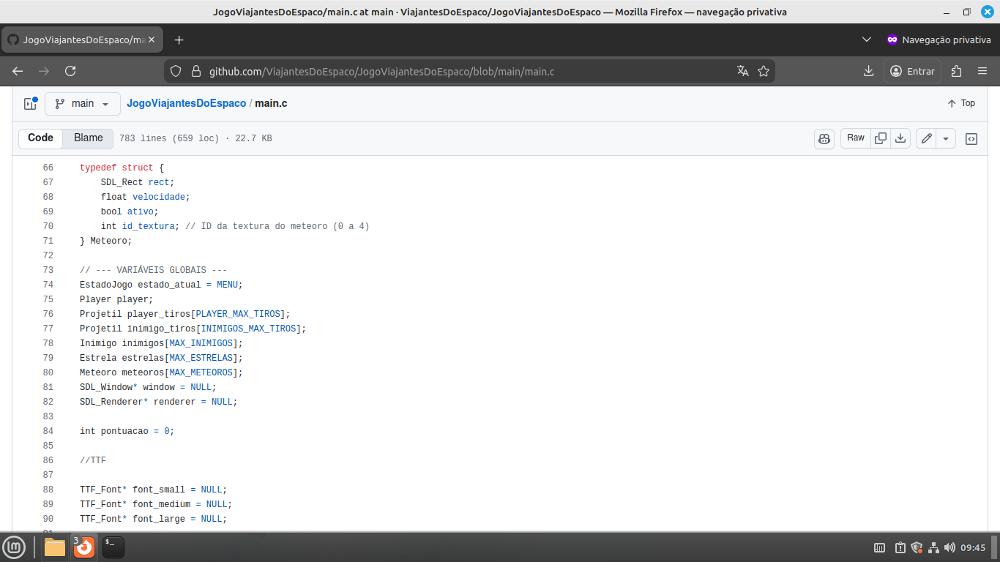 JogoViajantesDoEspaco/main.c at main · ViajantesDoEspaco/JogoViajantesDoEspaco — Mozilla Firefox — navegação privativa
JogoViajantesDoEspaco/ma
Navegação privativa
github.com/ViajantesDoEspaco/JogoViajantesDoEspaco/blob/main/main.c
Entrar
main
JogoViajantesDoEspaco / main.c
Top
Code Blame 783 lines (659 loc) · 22.7 KB
Raw
66 typedef struct {
67 SDL_Rect rect;
68 float velocidade;
69 bool ativo;
70 int id_textura; // ID da textura do meteoro (0 a 4)
71 } Meteoro;
72
73 // --- VARIÁVEIS GLOBAIS ---
74 EstadoJogo estado_atual = MENU;
75 Player player;
76 Projetil player_tiros[PLAYER_MAX_TIROS];
77 Projetil inimigo_tiros[INIMIGOS_MAX_TIROS];
78 Inimigo inimigos[MAX_INIMIGOS];
79 Estrela estrelas[MAX_ESTRELAS];
80 Meteoro meteoros[MAX_METEOROS];
81 SDL_Window* window = NULL;
82 SDL_Renderer* renderer = NULL;
83
84 int pontuacao = 0;
85
86 //TTF
87
88 TTF_Font* font_small = NULL;
89 TTF_Font* font_medium = NULL;
90 TTF_Font* font_large = NULL;
91
3
$_
09:45